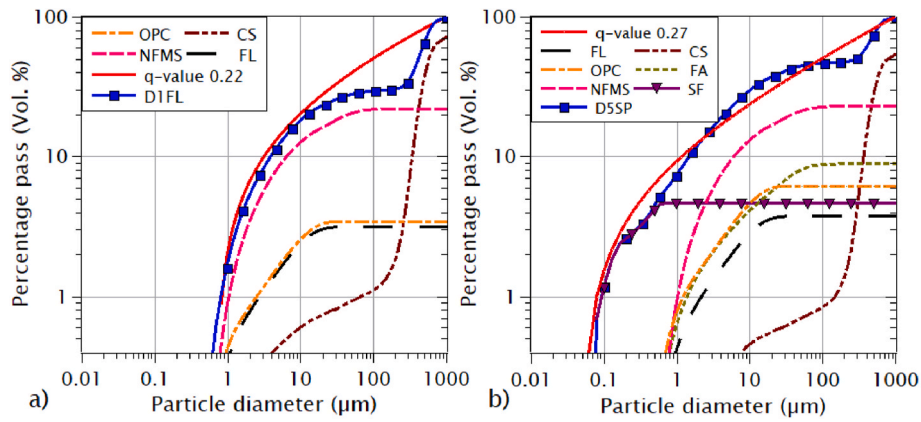 100
10
1
Percentage pass (Vol. %)
OPC CS
NFMS FL
q-value 0.22
D1FL
0.01 0.1 1 10 100 1000
Particle diameter (µm)
a)
100
10
1
Percentage pass (Vol. %)
q-value 0.27
FL CS
OPC FA
NFMS SF
D5SP
0.01 0.1 1 10 100 1000
Particle diameter (µm)
b)